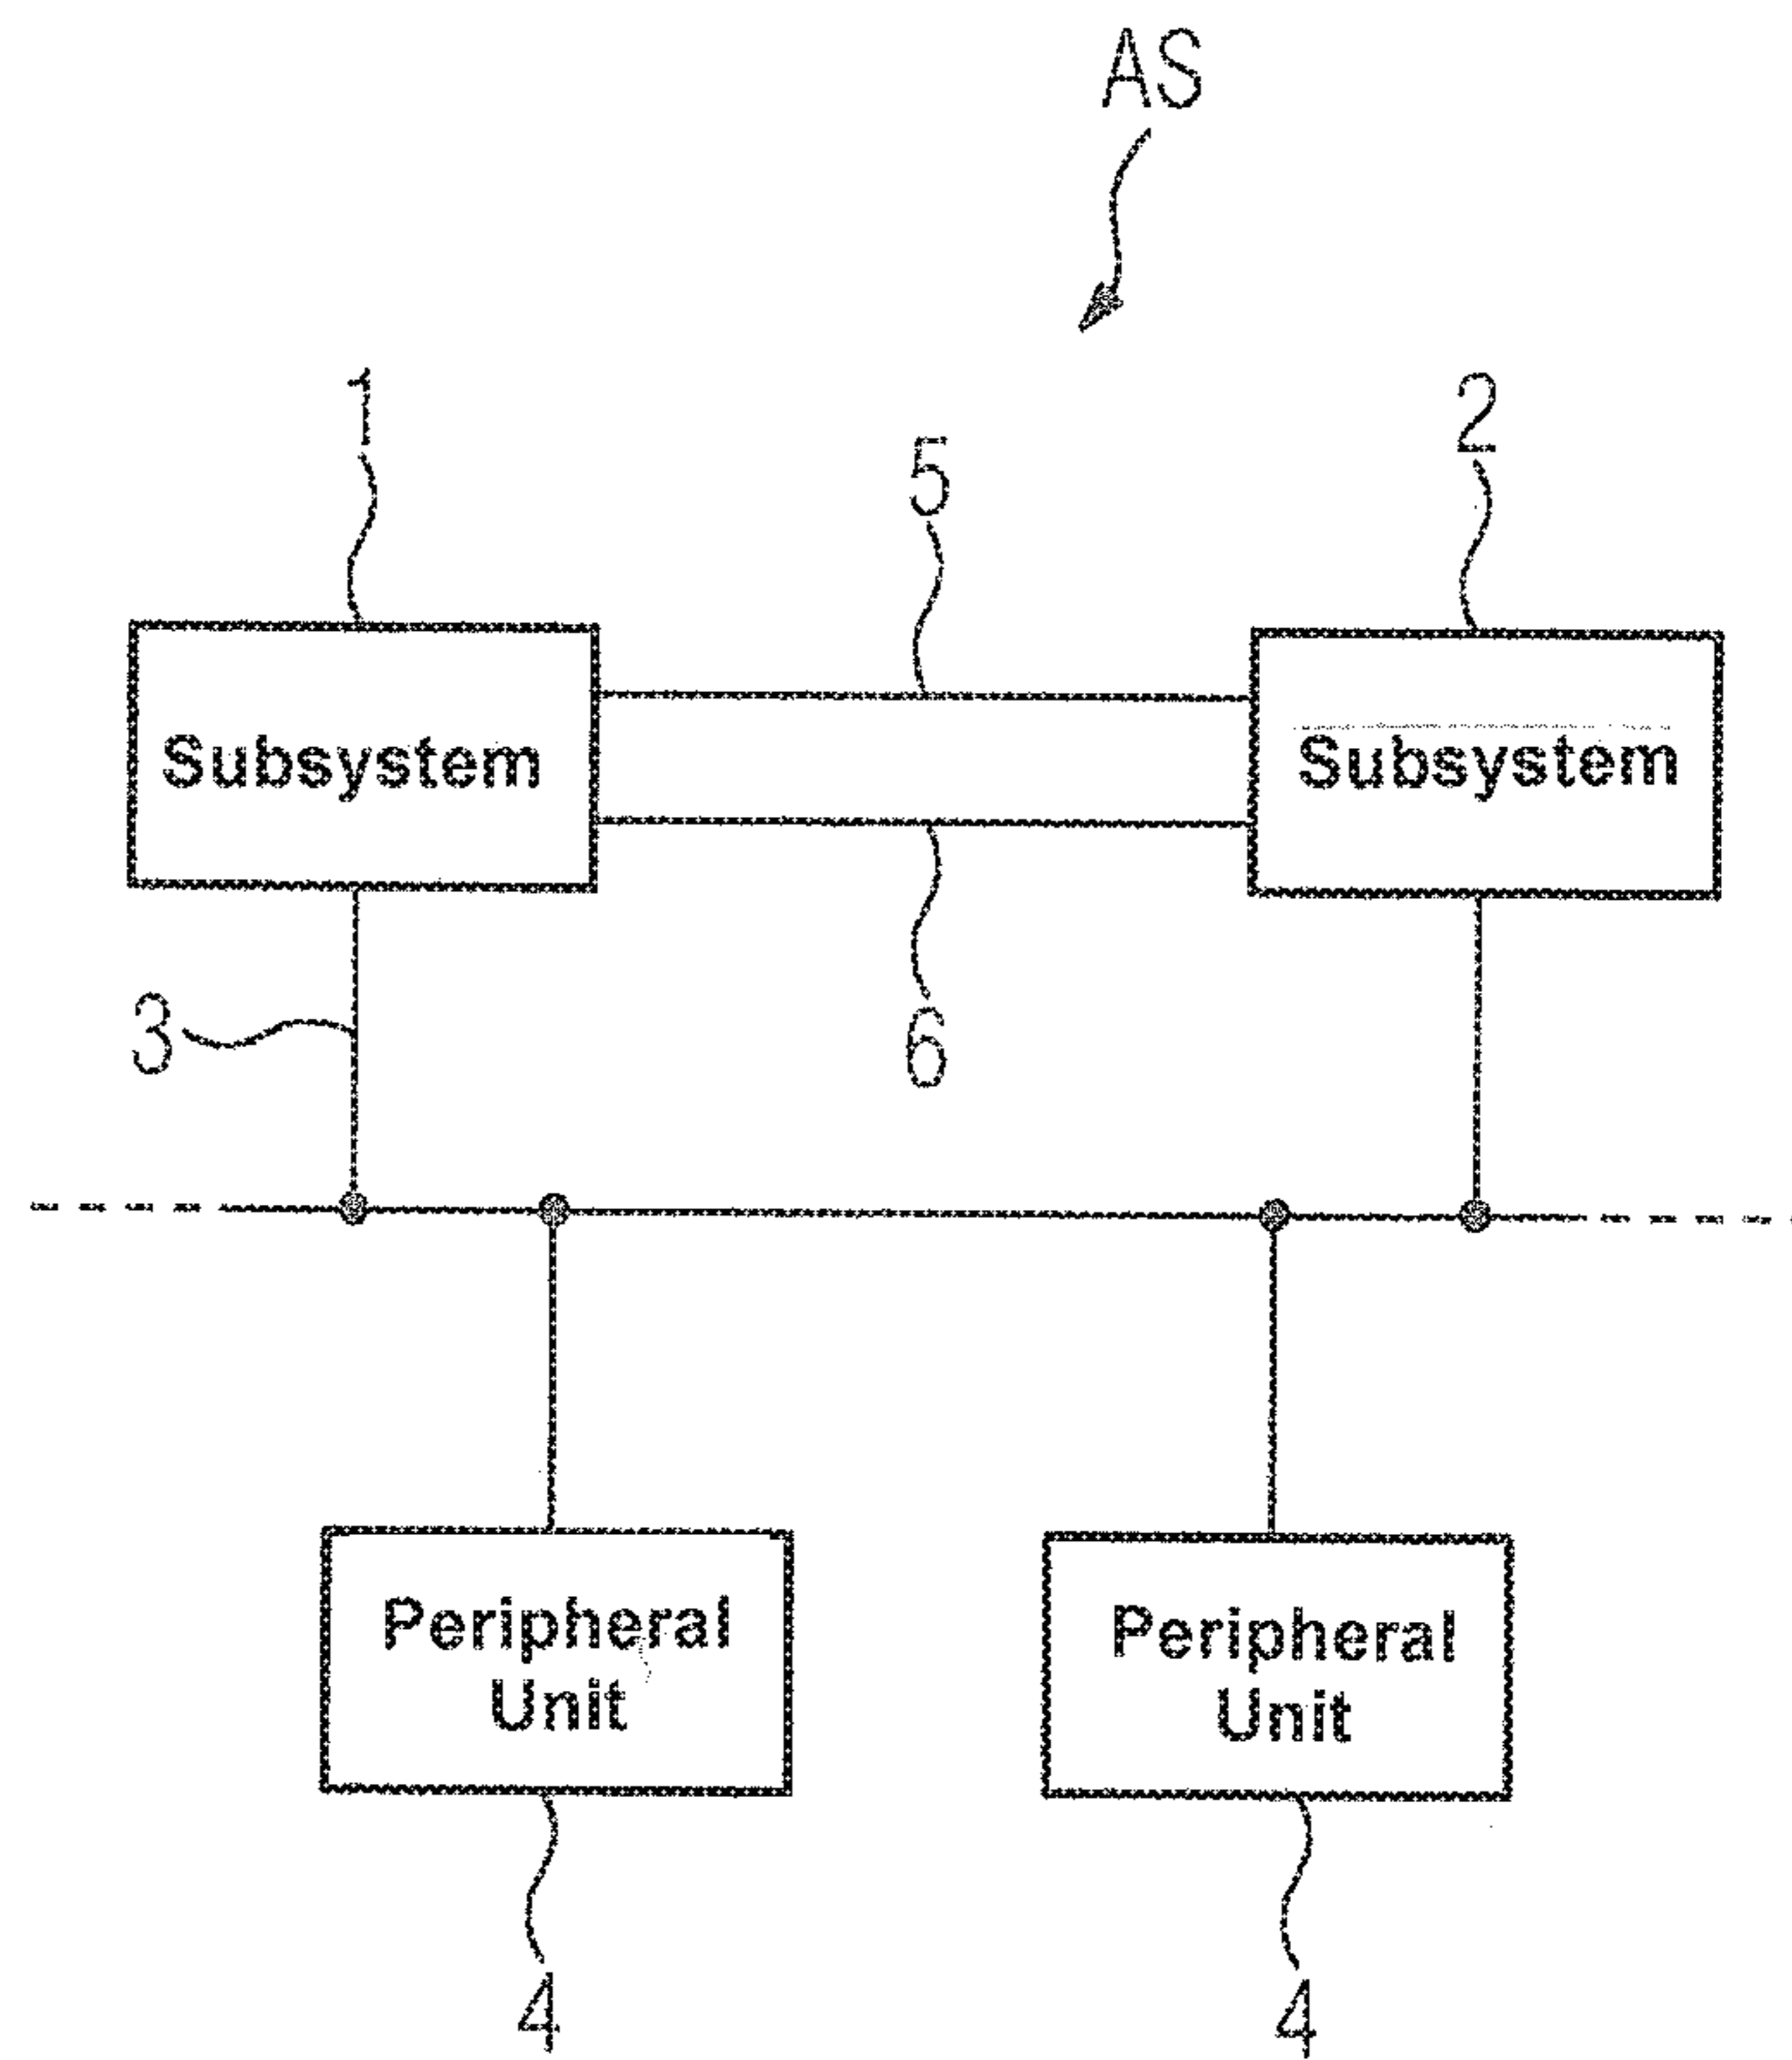 AS
1
2
5
Subsystem
Subsystem
3
6
Peripheral
Unit
Peripheral
Unit
4
4